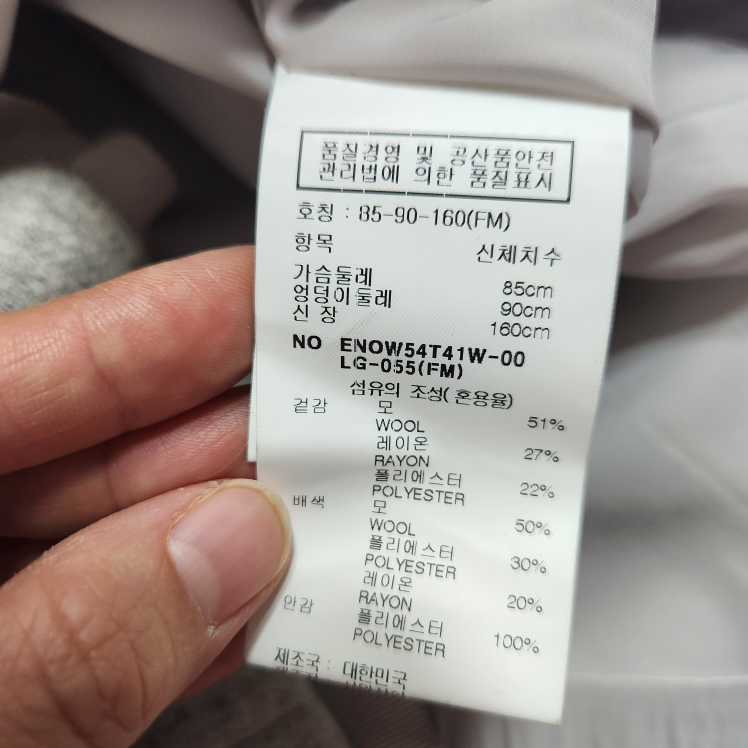 품질경영 및 공산품안전
관리법에 의한 품질표시
호칭 : 85-90-160(FM)
항목 신체치수
가슴둘레 85cm
엉덩이둘레 90cm
신 장 160cm
NO ENOW54T41W-00
LG-055(FM)
섬유의 조성( 혼용율)
겉감 모 51%
WOOL
레이온 27%
RAYON
폴리에스터 22%
POLYESTER
배색 모 50%
WOOL
폴리에스터 30%
POLYESTER
레이온 20%
RAYON
안감 폴리에스터 100%
POLYESTER
제조국 : 대한민국